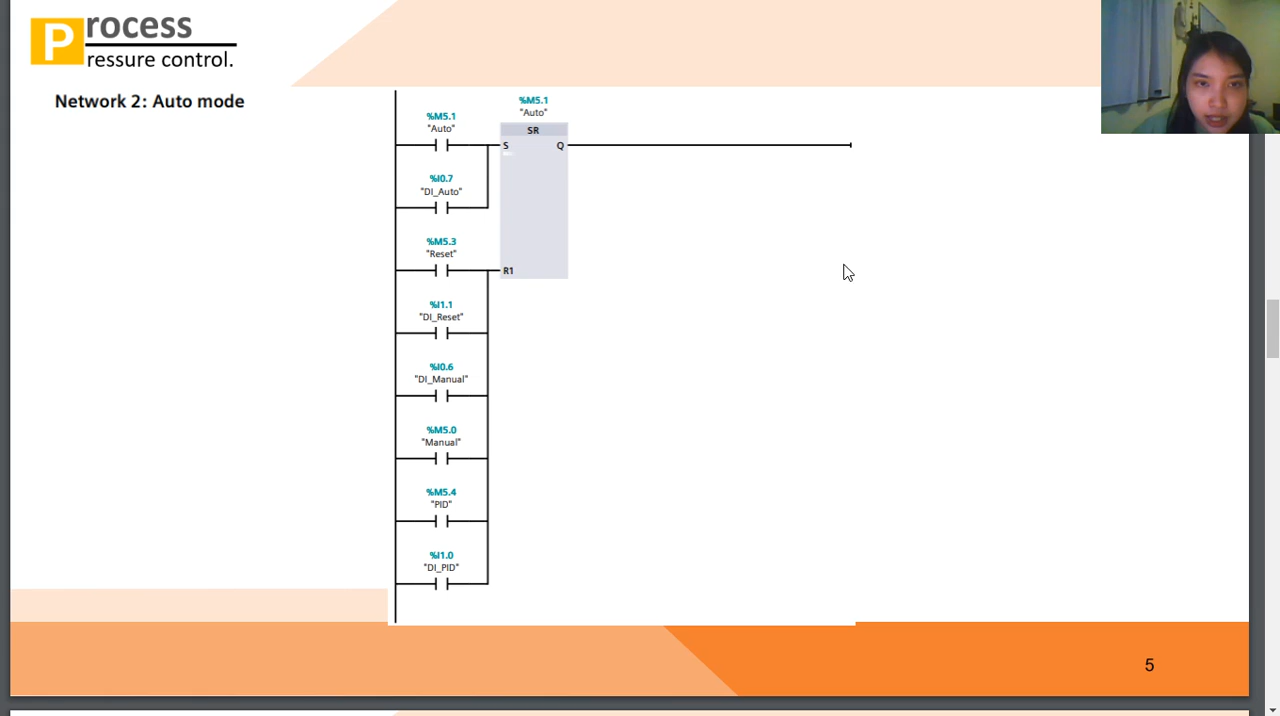 Process
Pressure control.
Network 2: Auto mode
%M5.1
"Auto"
%M5.1
"Auto"
SR
S
Q
%I0.7
"DI_Auto"
%M5.3
"Reset"
R1
%I1.1
"DI_Reset"
%I0.6
"DI_Manual"
%M5.0
"Manual"
%M5.4
"PID"
%I1.0
"DI_PID"
5